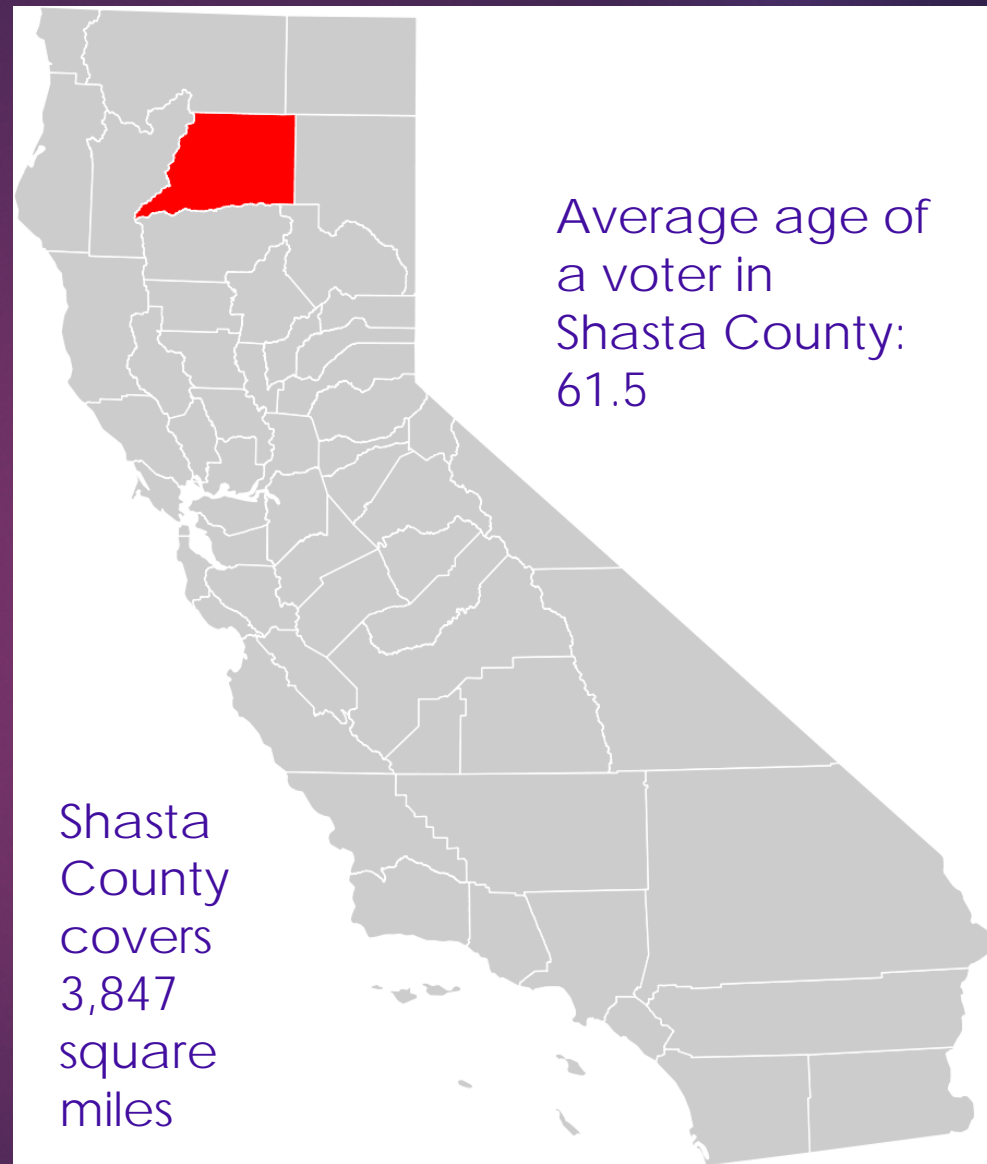 Average age of
a voter in
Shasta County:
61.5
Shasta
County
covers
3,847
square
miles